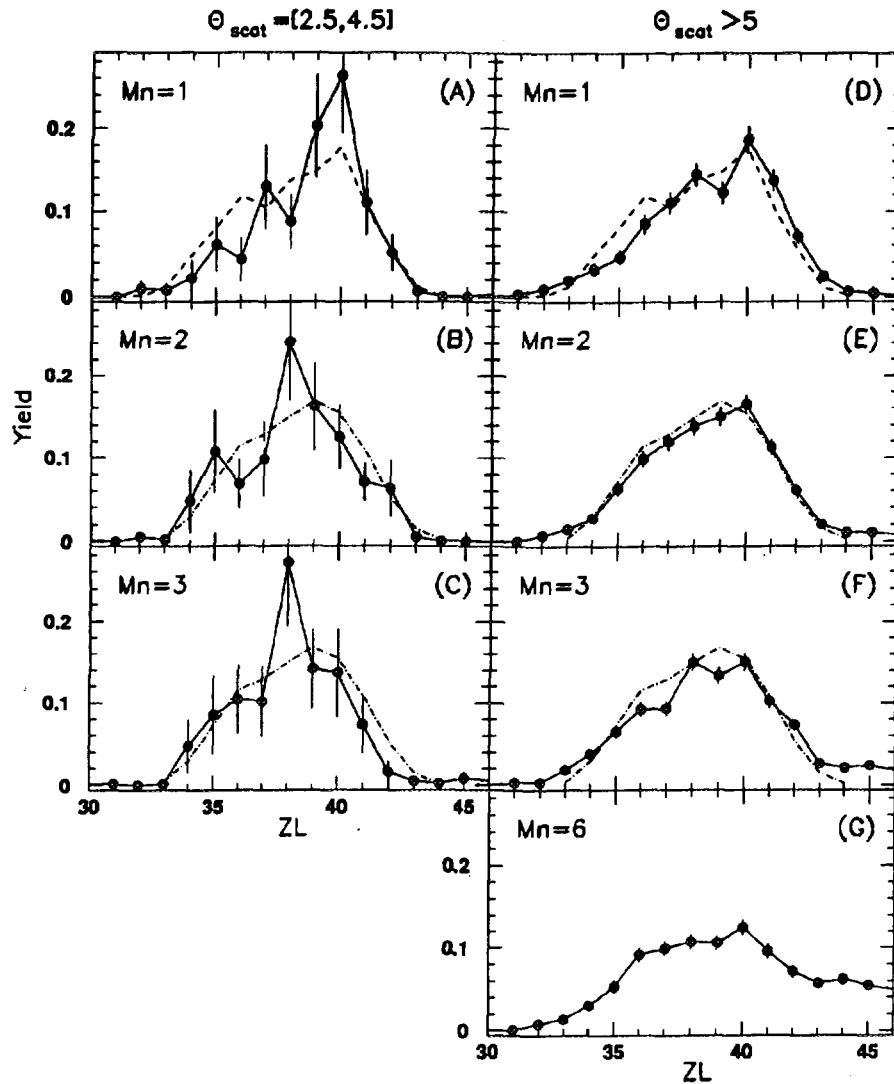 Θscat =[2.5,4.5]
Θscat >5
Mn=1
(A)
Mn=1
(D)
0.2
0.1
0
Mn=2
(B)
Mn=2
(E)
Yield
0.2
0.1
0
Mn=3
(C)
Mn=3
(F)
0.2
0.1
0
30 35 40 45
ZL
Mn=6
(G)
0.2
0.1
0
30 35 40 45
ZL